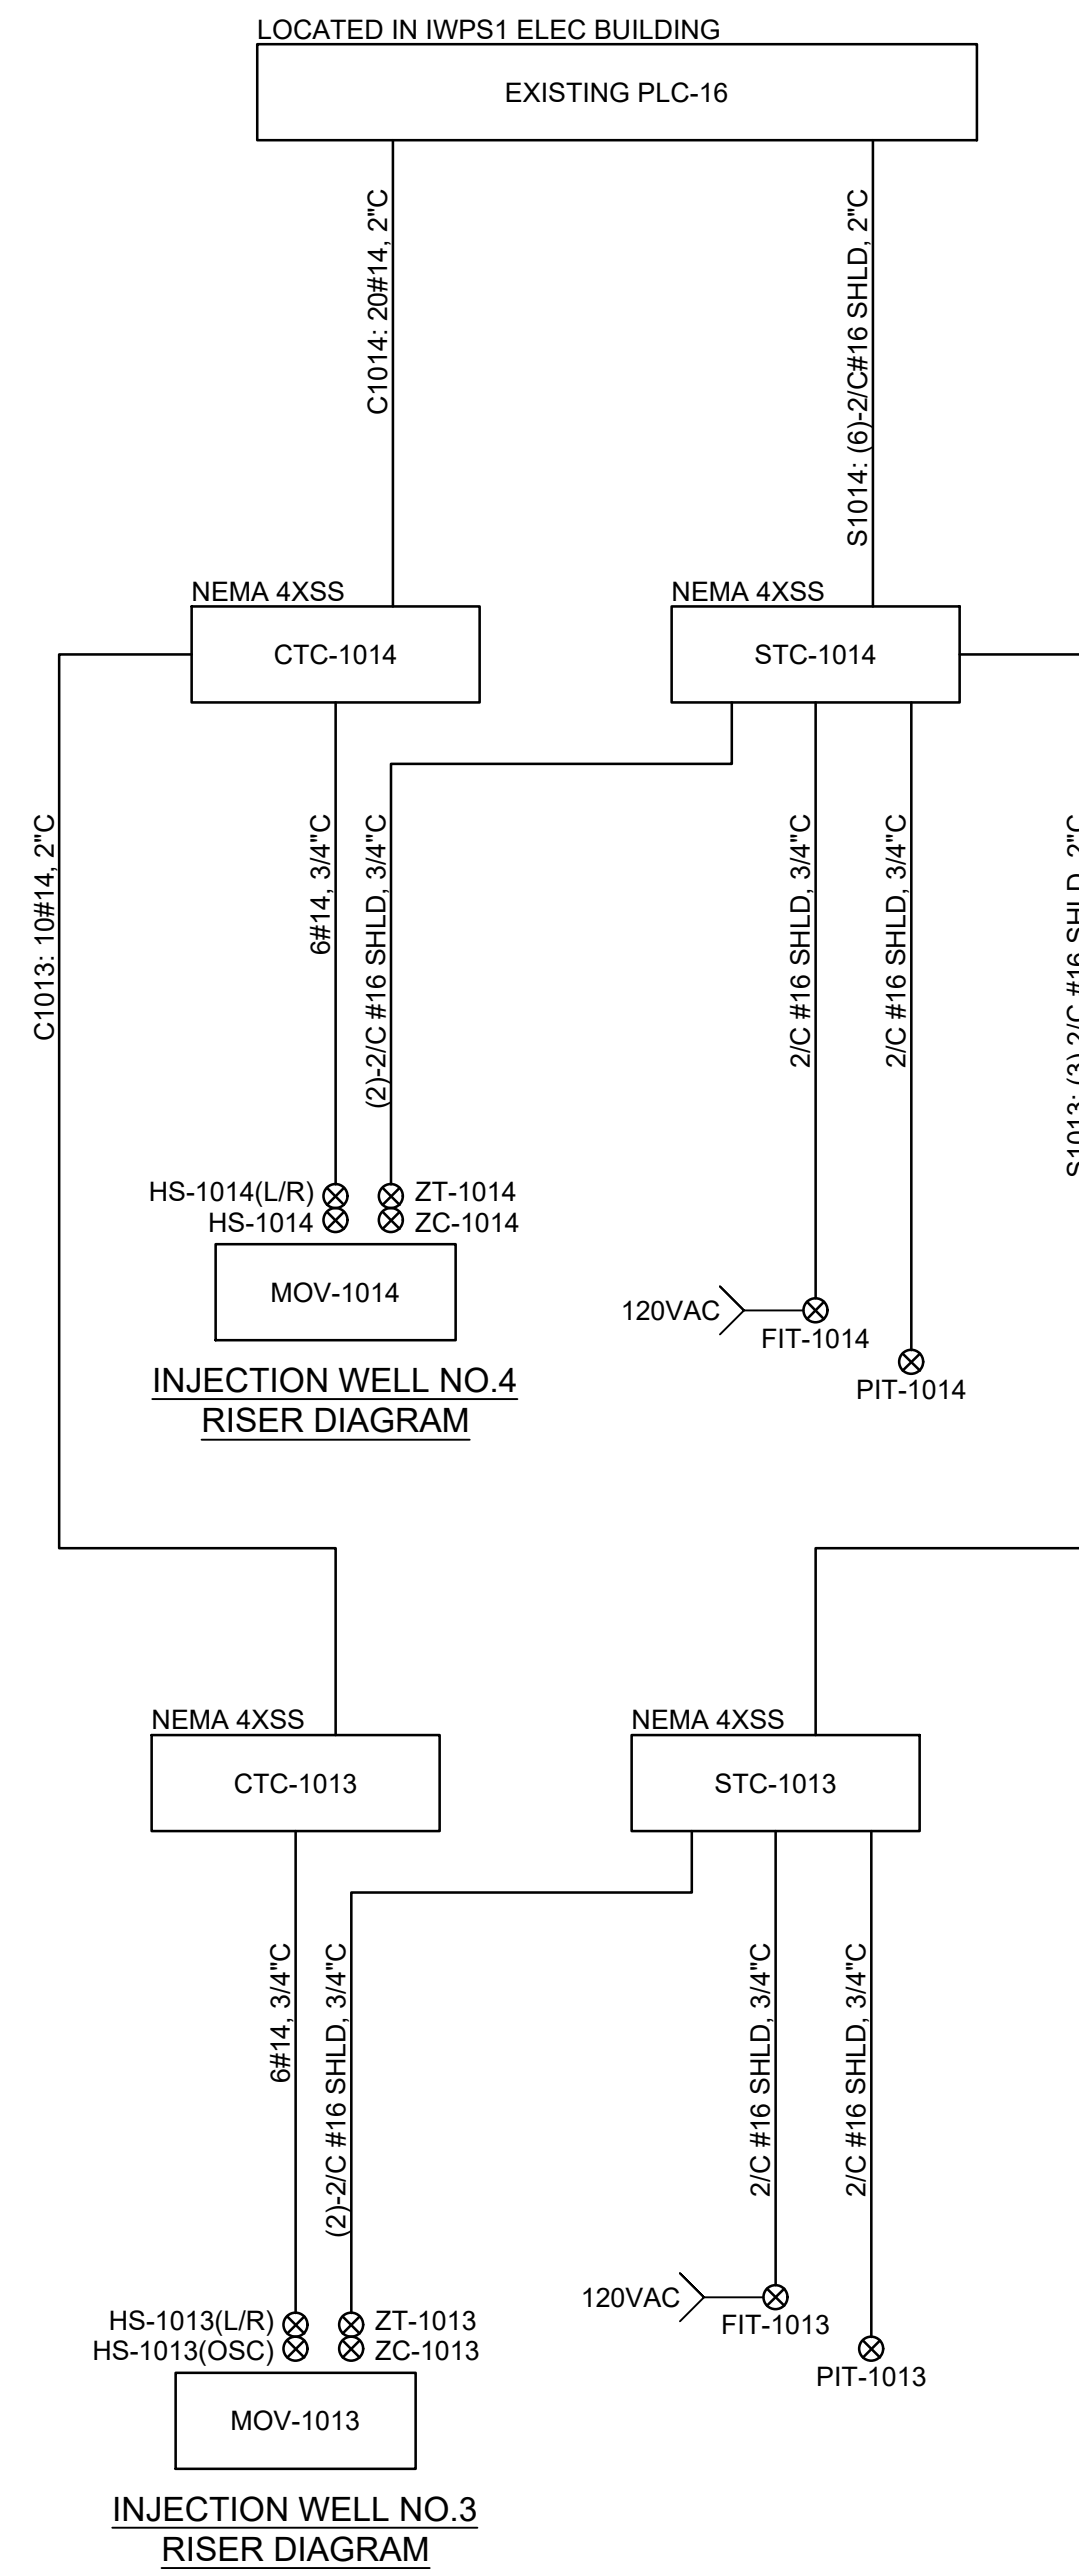 LOCATED IN IWPS1 ELEC BUILDING
EXISTING PLC-16
C1014: 20#14, 2"C
S1014: (6)-2/C#16 SHLD, 2"C
NEMA 4XSS
CTC-1014
NEMA 4XSS
STC-1014
C1013: 10#14, 2"C
6#14, 3/4"C
(2)-2/C #16 SHLD, 3/4"C
2/C #16 SHLD, 3/4"C
2/C #16 SHLD, 3/4"C
S1013: (3) 2/C #16 SHLD, 2"C
HS-1014(L/R)
HS-1014
ZT-1014
ZC-1014
MOV-1014
120VAC
FIT-1014
PIT-1014
INJECTION WELL NO.4
RISER DIAGRAM
NEMA 4XSS
CTC-1013
NEMA 4XSS
STC-1013
6#14, 3/4"C
(2)-2/C #16 SHLD, 3/4"C
2/C #16 SHLD, 3/4"C
2/C #16 SHLD, 3/4"C
HS-1013(L/R)
HS-1013(OSC)
ZT-1013
ZC-1013
MOV-1013
120VAC
FIT-1013
PIT-1013
INJECTION WELL NO.3
RISER DIAGRAM